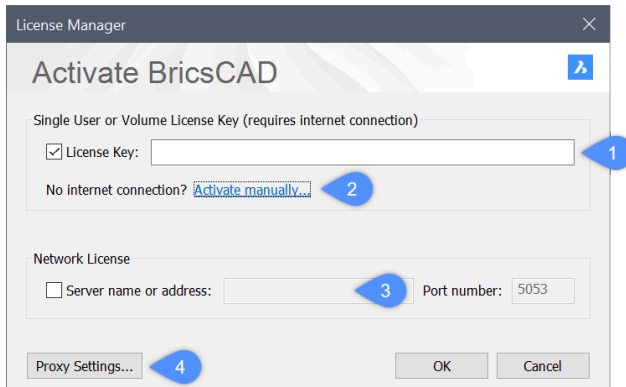 License Manager
Activate BricsCAD
Single User or Volume License Key (requires internet connection)
License Key: 1
No internet connection? Activate manually... 2
Network License
Server name or address: 3 Port number: 5053
Proxy Settings... 4 OK Cancel